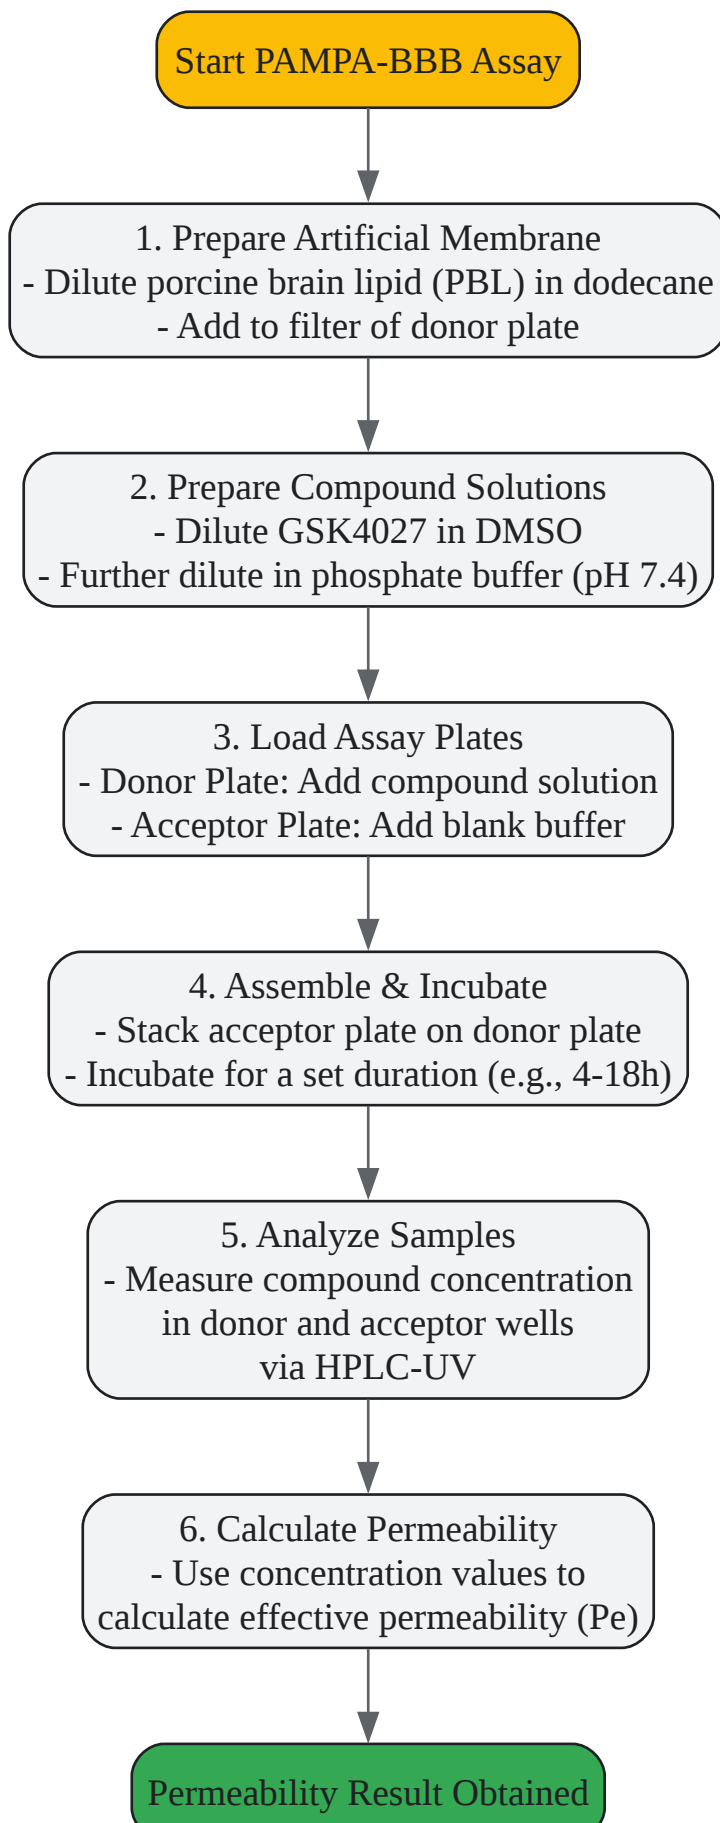 Start PAMPA-BBB Assay
1. Prepare Artificial Membrane
- Dilute porcine brain lipid (PBL) in dodecane
- Add to filter of donor plate
2. Prepare Compound Solutions
- Dilute GSK4027 in DMSO
- Further dilute in phosphate buffer (pH 7.4)
3. Load Assay Plates
- Donor Plate: Add compound solution
- Acceptor Plate: Add blank buffer
4. Assemble & Incubate
- Stack acceptor plate on donor plate
- Incubate for a set duration (e.g., 4-18h)
5. Analyze Samples
- Measure compound concentration
in donor and acceptor wells
via HPLC-UV
6. Calculate Permeability
- Use concentration values to
calculate effective permeability (Pe)
Permeability Result Obtained